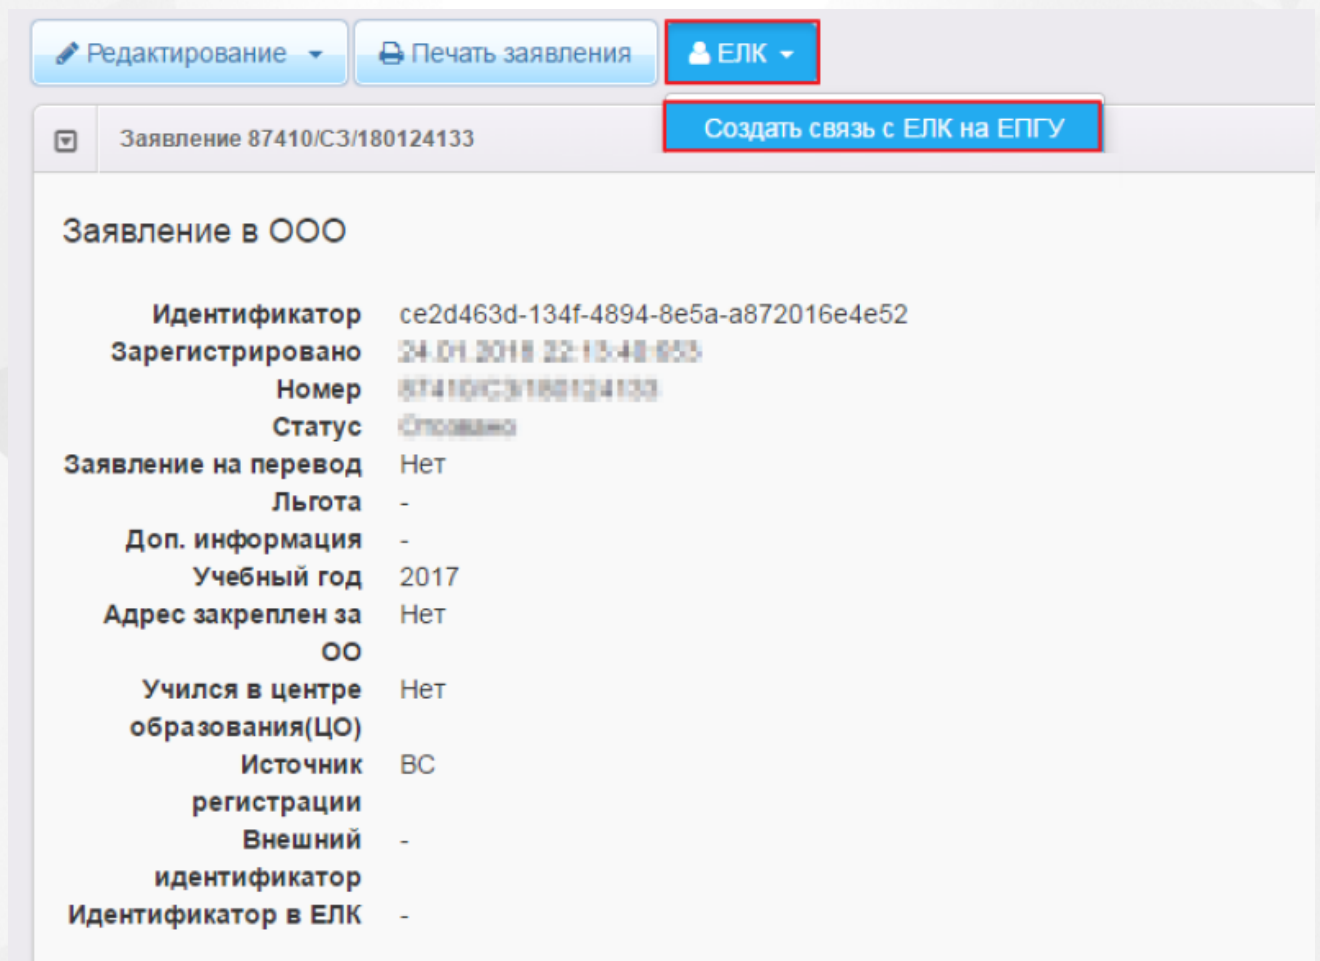 Редактирование
Печать заявления
ЕЛК
Создать связь с ЕЛК на ЕПГУ
Заявление 87410/СЗ/180124133
Заявление в ООО
Идентификатор ce2d463d-134f-4894-8e5a-a872016e4e52
Зарегистрировано
Номер
Статус
Заявление на перевод Нет
Льгота -
Доп. информация -
Учебный год 2017
Адрес закреплен за Нет
ОО
Учился в центре Нет
образования(ЦО)
Источник ВС
регистрации
Внешний -
идентификатор
Идентификатор в ЕЛК -